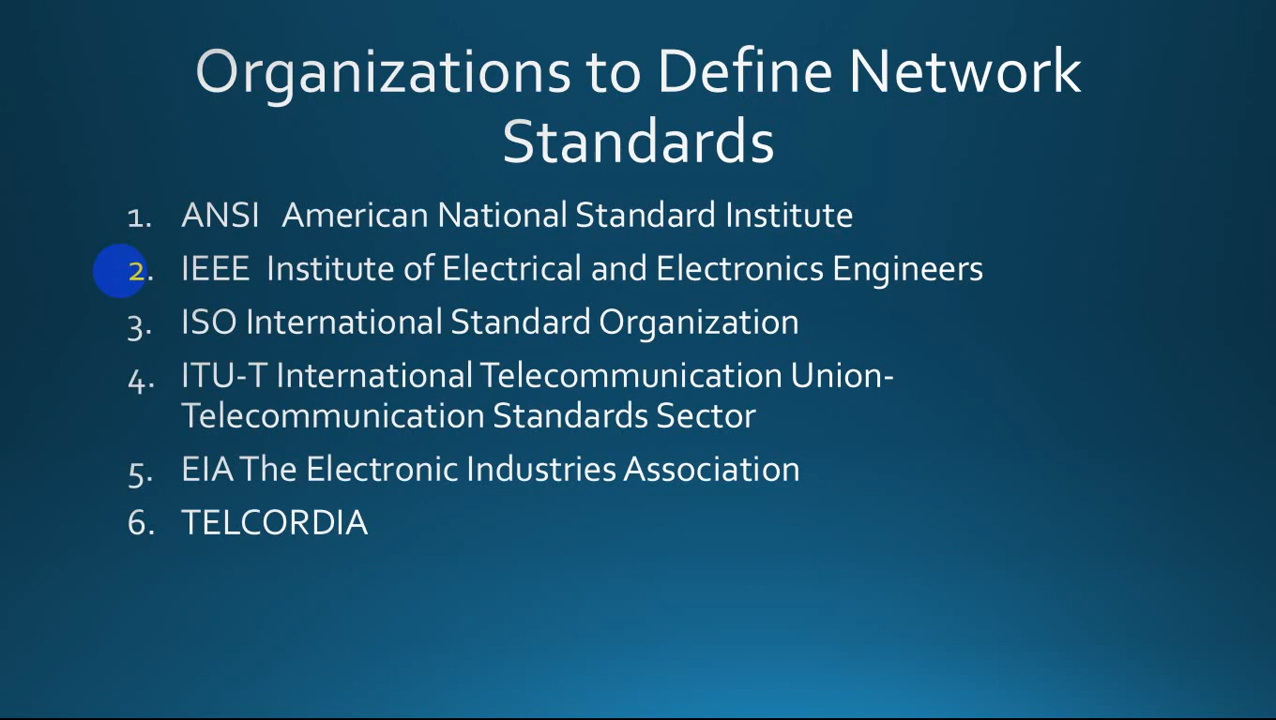 Organizations to Define Network
Standards
1. ANSI American National Standard Institute
2. IEEE Institute of Electrical and Electronics Engineers
3. ISO International Standard Organization
4. ITU-T International Telecommunication Union-
Telecommunication Standards Sector
5. EIA The Electronic Industries Association
6. TELCORDIA